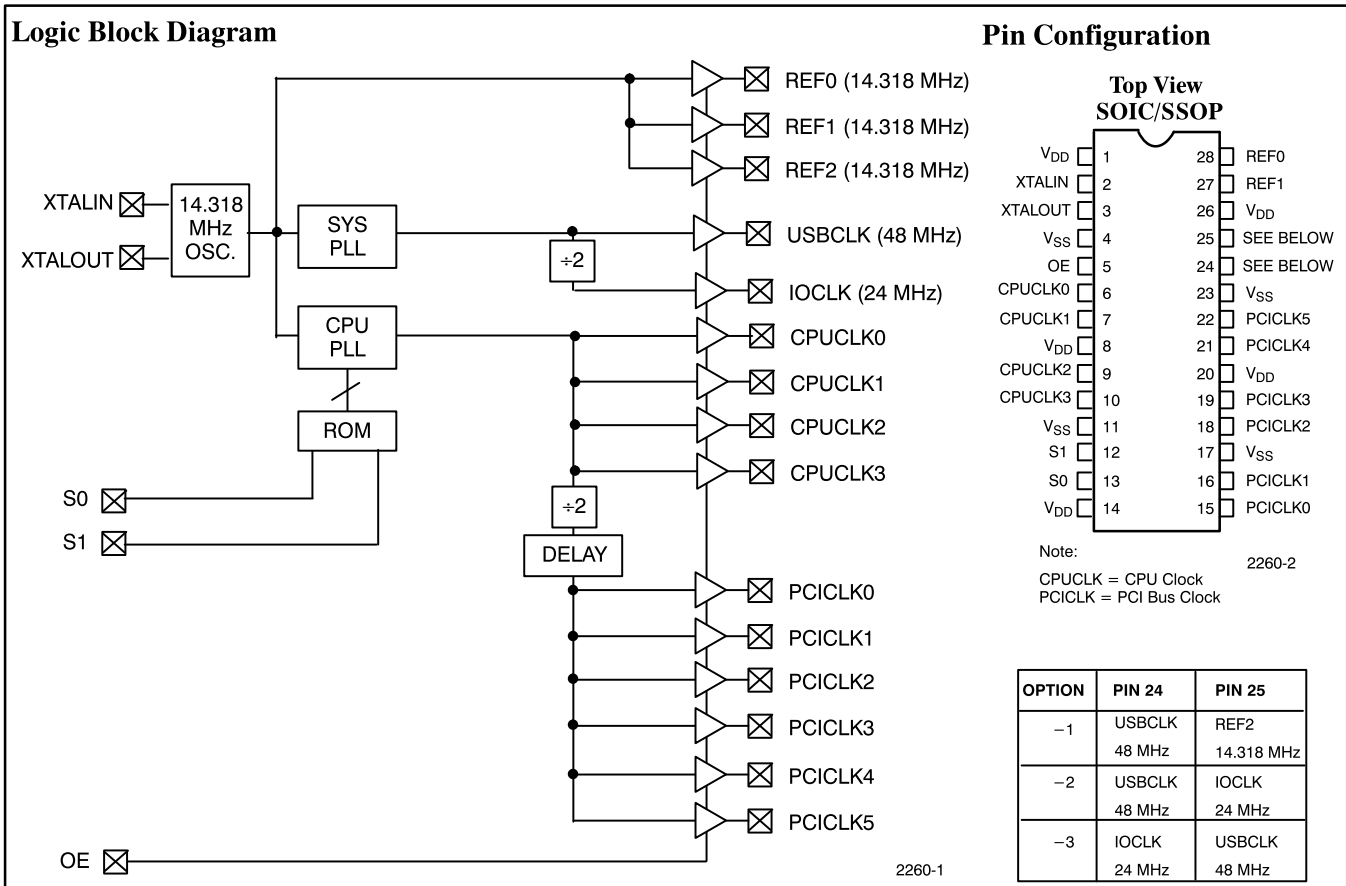 Logic Block Diagram
XTALIN
XTALOUT
14.318
MHz
OSC.
SYS
PLL
÷2
CPU
PLL
ROM
S0
S1
÷2
DELAY
OE
REF0 (14.318 MHz)
REF1 (14.318 MHz)
REF2 (14.318 MHz)
USBCLK (48 MHz)
IOCLK (24 MHz)
CPUCLK0
CPUCLK1
CPUCLK2
CPUCLK3
PCICLK0
PCICLK1
PCICLK2
PCICLK3
PCICLK4
PCICLK5
2260-1
Pin Configuration
Top View
SOIC/SSOP
VDD 1 28 REF0
XTALIN 2 27 REF1
XTALOUT 3 26 VDD
VSS 4 25 SEE BELOW
OE 5 24 SEE BELOW
CPUCLK0 6 23 VSS
CPUCLK1 7 22 PCICLK5
VDD 8 21 PCICLK4
CPUCLK2 9 20 VDD
CPUCLK3 10 19 PCICLK3
VSS 11 18 PCICLK2
S1 12 17 VSS
S0 13 16 PCICLK1
VDD 14 15 PCICLK0
Note:
2260-2
CPUCLK = CPU Clock
PCICLK = PCI Bus Clock
OPTION PIN 24 PIN 25
−1 USBCLK REF2
48 MHz 14.318 MHz
−2 USBCLK IOCLK
48 MHz 24 MHz
−3 IOCLK USBCLK
24 MHz 48 MHz